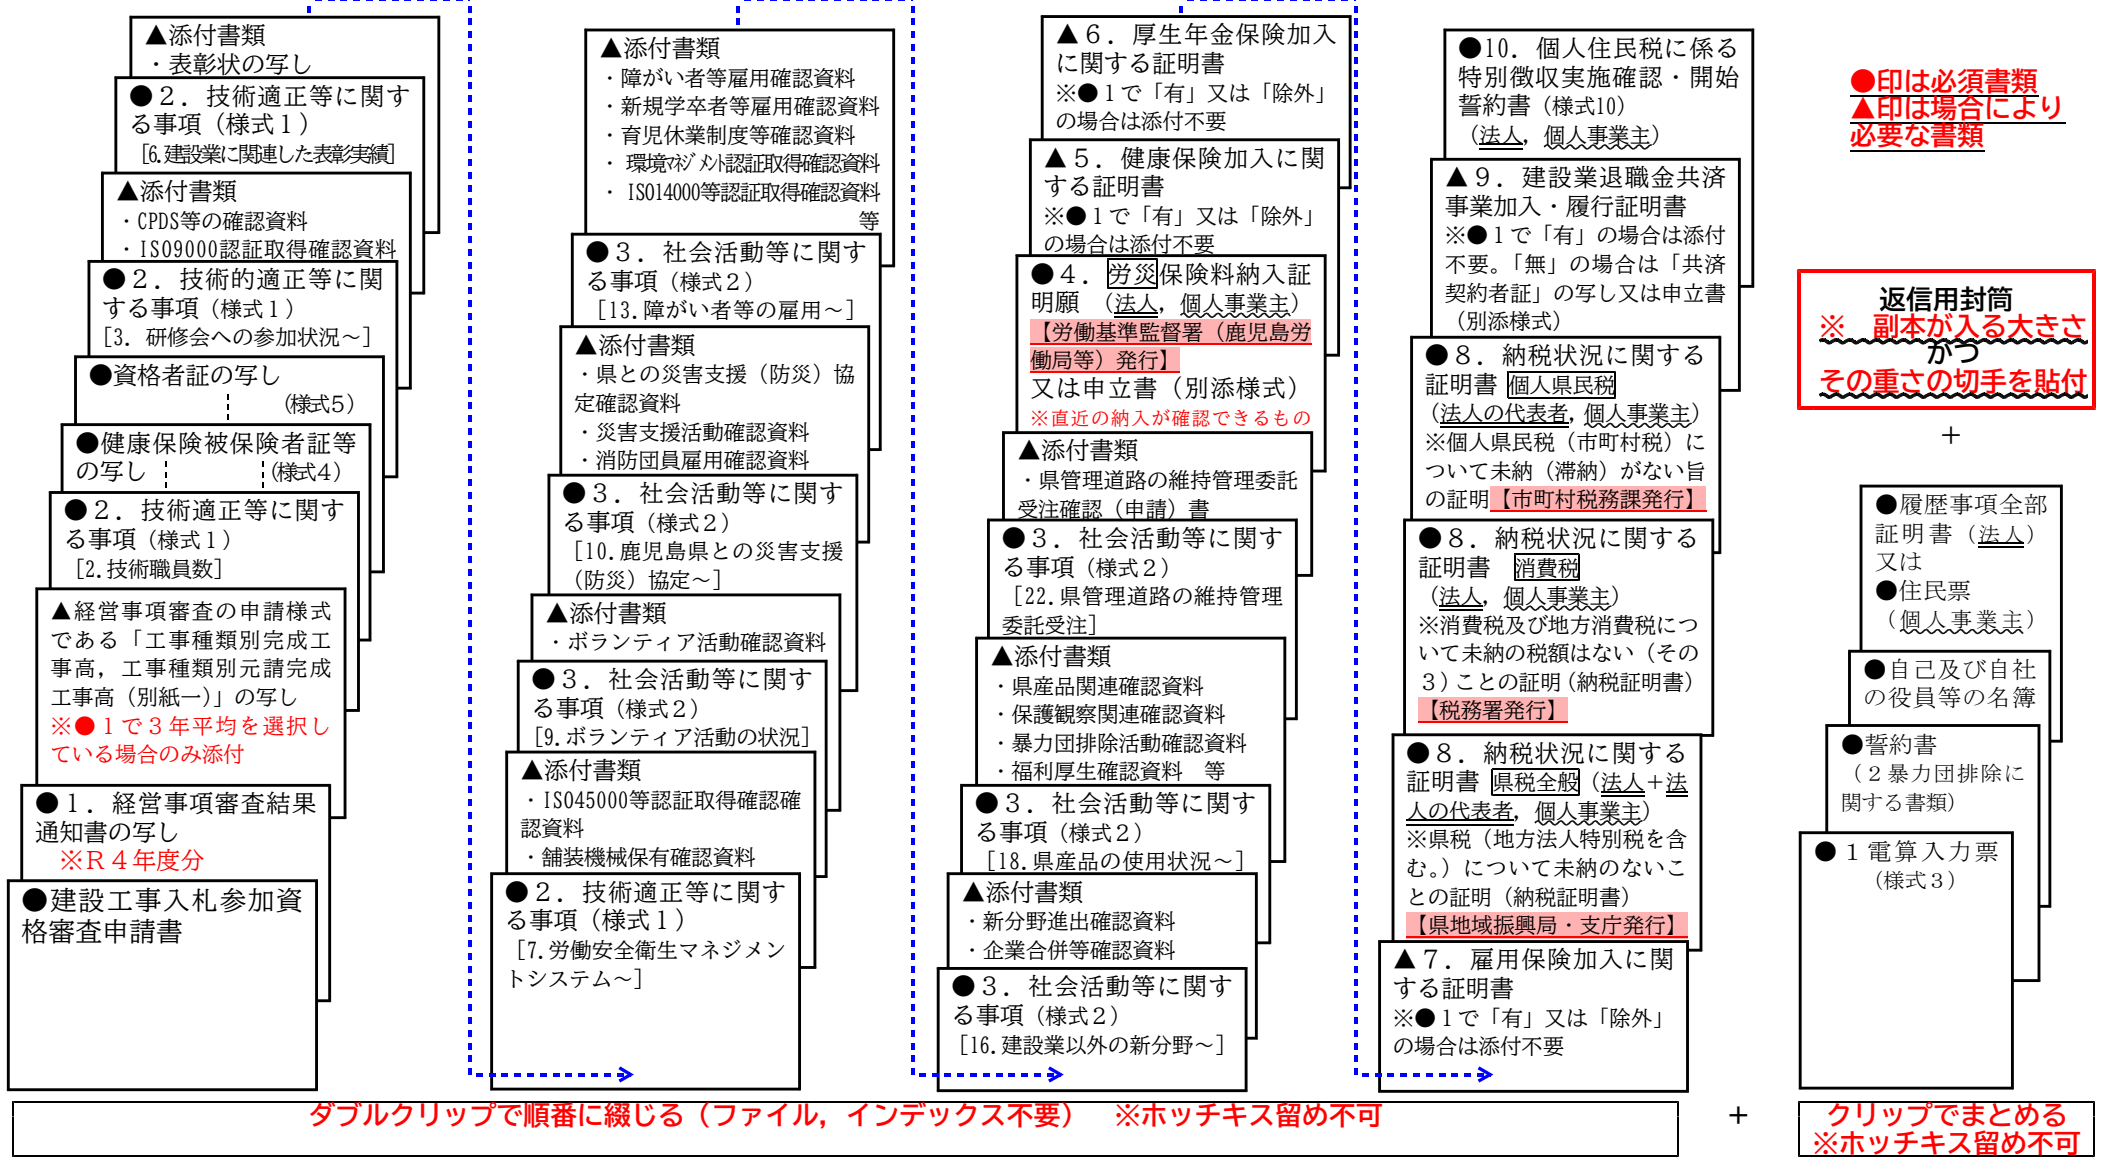 ▲添付書類
・表彰状の写し
●２．技術適正等に関す
る事項（様式１）
［6.建設業に関連した表彰実績］
▲添付書類
・CPDS等の確認資料
・ISO9000認証取得確認資料
●２．技術的適正等に関
する事項（様式１）
［3．研修会への参加状況～］
●資格者証の写し
（様式5）
●健康保険被保険者証等
の写し　（様式4）
●２．技術適正等に関す
る事項（様式１）
［2.技術職員数］
▲経営事項審査の申請様式
である「工事種類別完成工
事高，工事種類別元請完成
工事高（別紙一）」の写し
※●１で３年平均を選択し
ている場合のみ添付
●１．経営事項審査結果
通知書の写し
※Ｒ４年度分
●建設工事入札参加資
格審査申請書
▲添付書類
・障がい者等雇用確認資料
・新規学卒者等雇用確認資料
・育児休業制度等確認資料
・環境ﾏﾈｼﾞﾒﾝﾄ認証取得確認資料
・ISO14000等認証取得確認資料
等
●３．社会活動等に関す
る事項（様式２）
［13.障がい者等の雇用～］
▲添付書類
・県との災害支援（防災）協
定確認資料
・災害支援活動確認資料
・消防団員雇用確認資料
●３．社会活動等に関す
る事項（様式２）
［10.鹿児島県との災害支援
（防災）協定～］
▲添付書類
・ボランティア活動確認資料
●３．社会活動等に関す
る事項（様式２）
［9.ボランティア活動の状況］
▲添付書類
・ISO45000等認証取得確認確
認資料
・舗装機械保有確認資料
●２．技術適正等に関す
る事項（様式１）
［7.労働安全衛生マネジメン
トシステム～］
▲６．厚生年金保険加入
に関する証明書
※●１で「有」又は「除外」
の場合は添付不要
▲５．健康保険加入に関
する証明書
※●１で「有」又は「除外」
の場合は添付不要
●４．労災保険料納入証
明願　（法人，個人事業主）
【労働基準監督署（鹿児島労
働局等）発行】
又は申立書（別添様式）
※直近の納入が確認できるもの
▲添付書類
・県管理道路の維持管理委託
受注確認（申請）書
●３．社会活動等に関す
る事項（様式２）
［22.県管理道路の維持管理
委託受注］
▲添付書類
・県産品関連確認資料
・保護観察関連確認資料
・暴力団排除活動確認資料
・福利厚生確認資料　等
●３．社会活動等に関す
る事項（様式２）
［18.県産品の使用状況～］
▲添付書類
・新分野進出確認資料
・企業合併等確認資料
●３．社会活動等に関す
る事項（様式２）
［16.建設業以外の新分野～］
●10．個人住民税に係る
特別徴収実施確認・開始
誓約書（様式10）
（法人，個人事業主）
▲９．建設業退職金共済
事業加入・履行証明書
※●１で「有」の場合は添付
不要。「無」の場合は「共済
契約者証」の写し又は申立書
（別添様式）
●８．納税状況に関する
証明書 個人県民税
（法人の代表者，個人事業主）
※個人県民税（市町村税）に
ついて未納（滞納）がない旨
の証明【市町村税務課発行】
●８．納税状況に関する
証明書　消費税
（法人，個人事業主）
※消費税及び地方消費税につ
いて未納の税額はない（その
３）ことの証明（納税証明書）
【税務署発行】
●８．納税状況に関する
証明書 県税全般（法人＋法
人の代表者，個人事業主）
※県税（地方法人特別税を含
む。）について未納のないこ
との証明（納税証明書）
【県地域振興局・支庁発行】
▲７．雇用保険加入に関
する証明書
※●１で「有」又は「除外」
の場合は添付不要
●印は必須書類
▲印は場合により
必要な書類
返信用封筒
※　副本が入る大きさ
かつ
その重さの切手を貼付
＋
●履歴事項全部
証明書（法人）
又は
●住民票
（個人事業主）
●自己及び自社
の役員等の名簿
●誓約書
（２暴力団排除に
関する書類）
●１電算入力票
（様式３）
ダブルクリップで順番に綴じる（ファイル，インデックス不要）　※ホッチキス留め不可
＋
クリップでまとめる
※ホッチキス留め不可